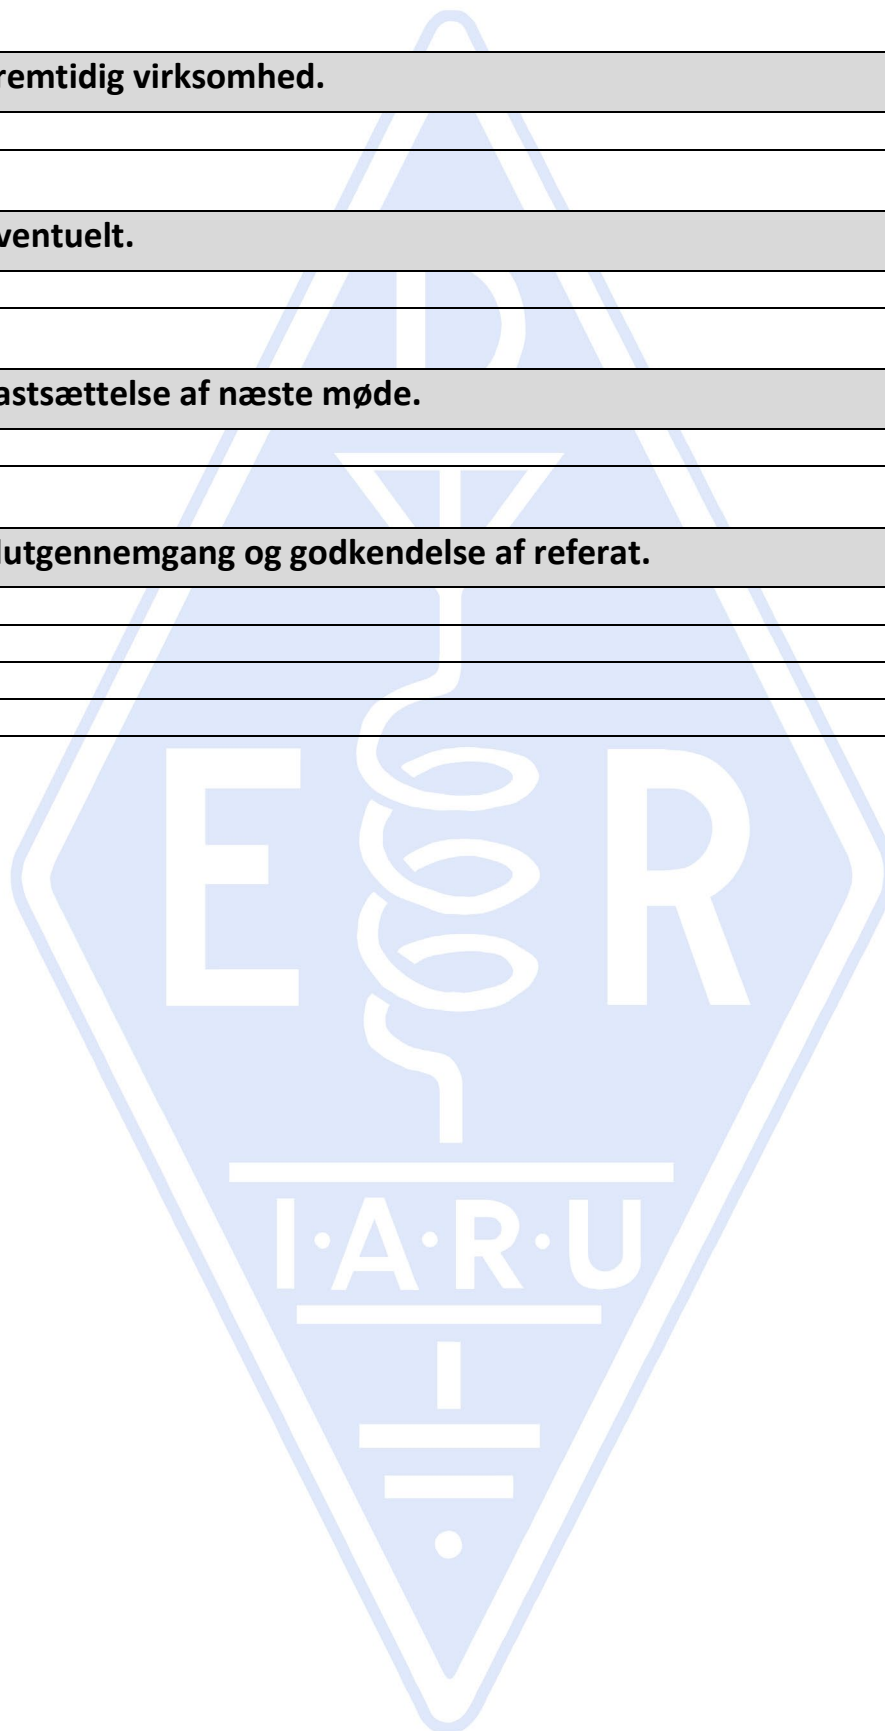 remtidig virksomhed.
ventuelt.
astsættelse af næste møde.
lutgennemgang og godkendelse af referat.
D
E R
I·A·R·U